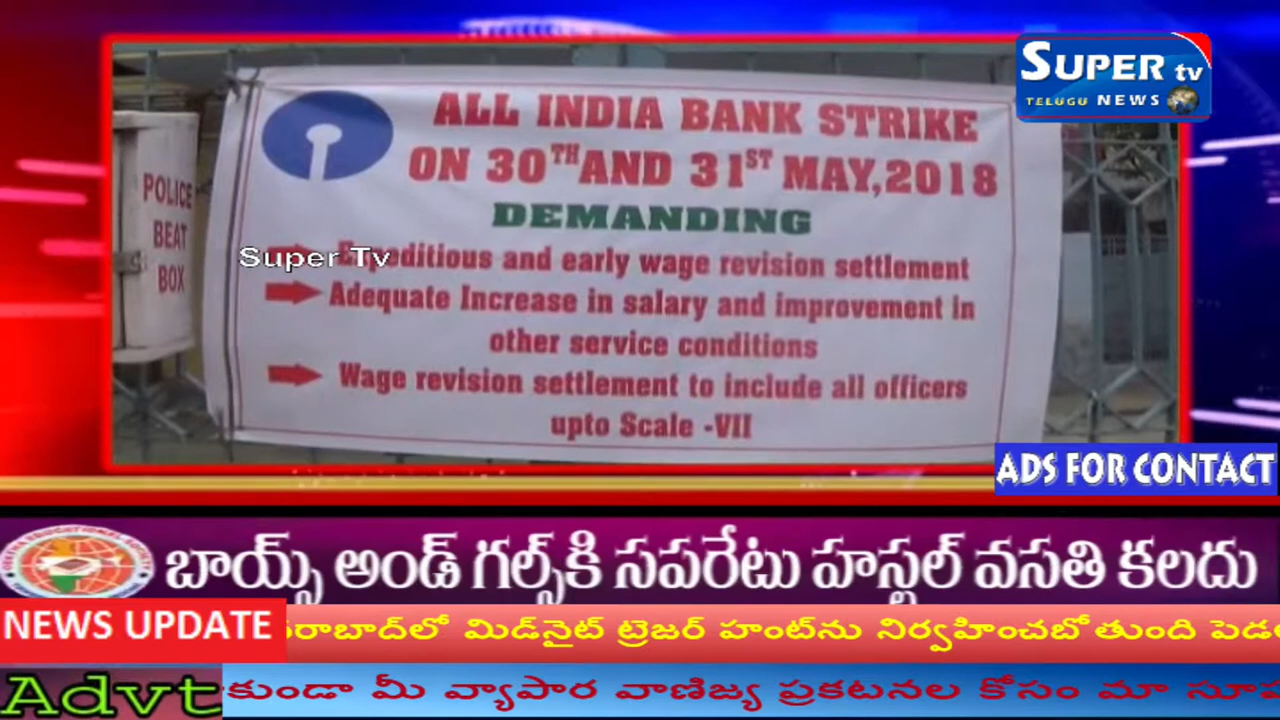 SUPER tv
TELUGU NEWS
ALL INDIA BANK STRIKE
ON 30TH AND 31ST MAY,2018
DEMANDING
Super Tv
Expeditious and early wage revision settlement
Adequate Increase in salary and improvement in
other service conditions
Wage revision settlement to include all officers
upto Scale -VII
POLICE
BEAT
BOX
ADS FOR CONTACT
బాయ్స్ అండ్ గల్స్‌కి సపరేటు హస్టల్ వసతి కలదు
NEWS UPDATE
మిడ్‌నైట్ ట్రెజర్ హంట్‌ను నిర్వహించబోతుంది
Advt
కుండా మీ వ్యాపార వాణిజ్య ప్రకటనల కోసం మా